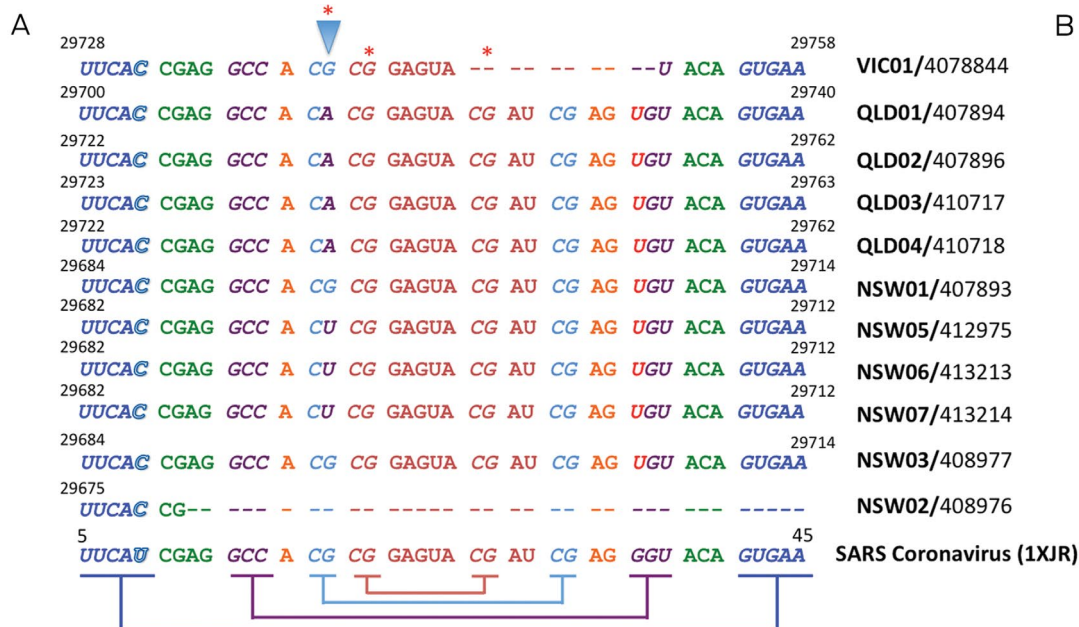 A B
*
* *
29728 29758
UUCAC CGAG GCC A CG CG GAGUA -- -- -- -- --U ACA GUGAA VIC01/4078844
29700 29740
UUCAC CGAG GCC A CA CG GAGUA CG AU CG AG UGU ACA GUGAA QLD01/407894
29722 29762
UUCAC CGAG GCC A CA CG GAGUA CG AU CG AG UGU ACA GUGAA QLD02/407896
29723 29763
UUCAC CGAG GCC A CA CG GAGUA CG AU CG AG UGU ACA GUGAA QLD03/410717
29722 29762
UUCAC CGAG GCC A CA CG GAGUA CG AU CG AG UGU ACA GUGAA QLD04/410718
29684 29714
UUCAC CGAG GCC A CG CG GAGUA CG AU CG AG UGU ACA GUGAA NSW01/407893
29682 29712
UUCAC CGAG GCC A CU CG GAGUA CG AU CG AG UGU ACA GUGAA NSW05/412975
29682 29712
UUCAC CGAG GCC A CU CG GAGUA CG AU CG AG UGU ACA GUGAA NSW06/413213
29682 29712
UUCAC CGAG GCC A CU CG GAGUA CG AU CG AG UGU ACA GUGAA NSW07/413214
29684 29714
UUCAC CGAG GCC A CG CG GAGUA CG AU CG AG UGU ACA GUGAA NSW03/408977
29675
UUCAC CG-- --- - -- -- ----- -- -- -- -- --- --- ----- NSW02/408976
5 45
UUCAU CGAG GCC A CG CG GAGUA CG AU CG AG GGU ACA GUGAA SARS Coronavirus (1XJR)